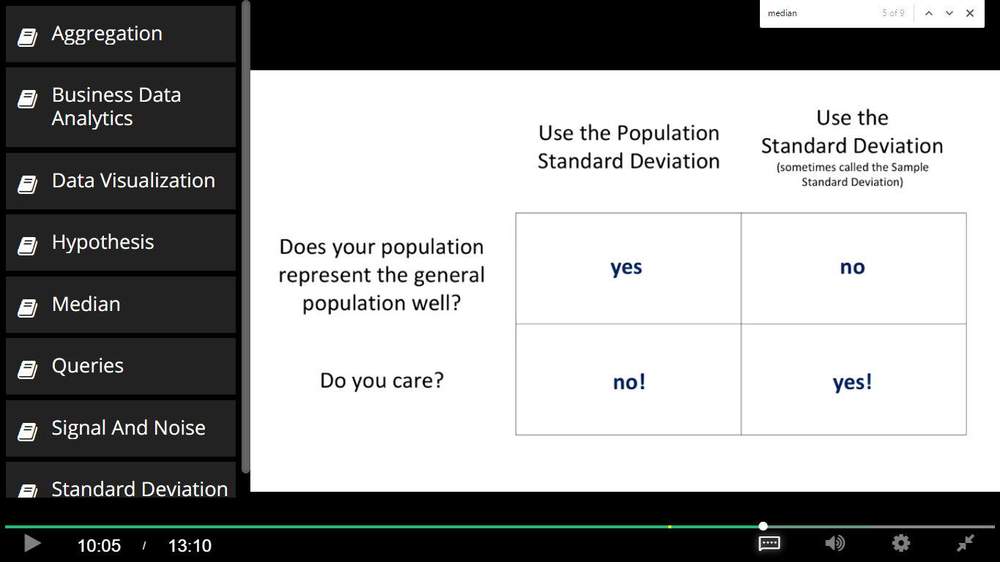 Aggregation
Business Data
Analytics
Data Visualization
Hypothesis
Median
Queries
Signal And Noise
Standard Deviation
median
5 of 9
Use the Population
Standard Deviation
Use the
Standard Deviation
(sometimes called the Sample
Standard Deviation)
Does your population
represent the general
population well?
yes
no
Do you care?
no!
yes!
10:05 / 13:10